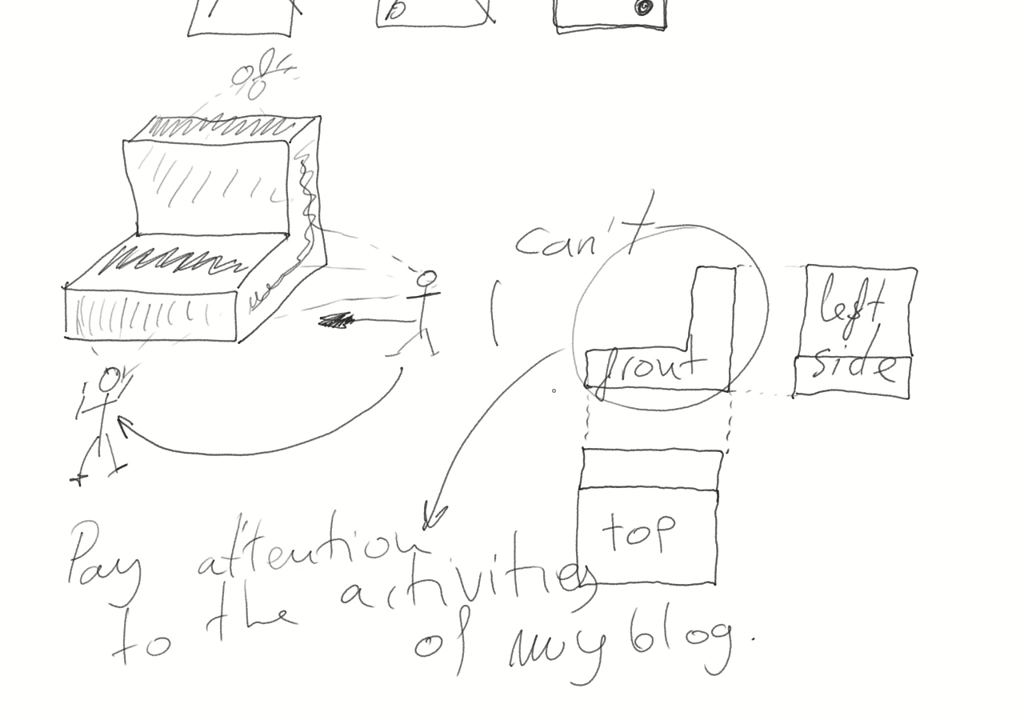 can't
left
side
front
top
Pay attention
to the activities
of my blog.